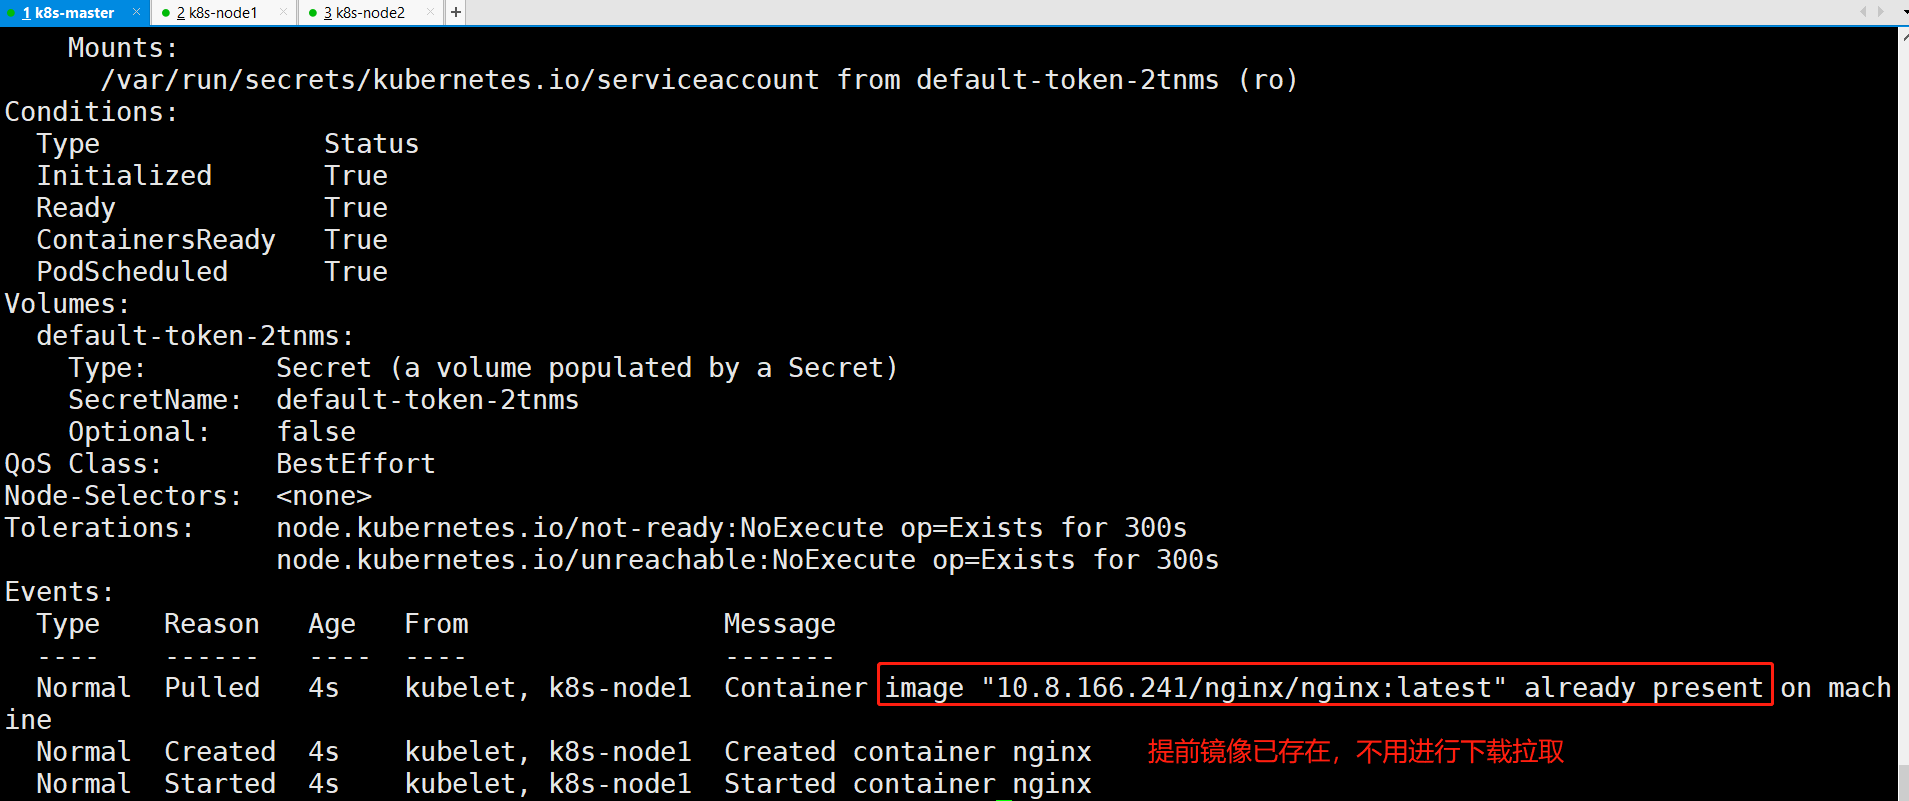 1 k8s-master × 2 k8s-node1 × 3 k8s-node2 × +
Mounts:
/var/run/secrets/kubernetes.io/serviceaccount from default-token-2tnms (ro)
Conditions:
Type Status
Initialized True
Ready True
ContainersReady True
PodScheduled True
Volumes:
default-token-2tnms:
Type: Secret (a volume populated by a Secret)
SecretName: default-token-2tnms
Optional: false
QoS Class: BestEffort
Node-Selectors: <none>
Tolerations: node.kubernetes.io/not-ready:NoExecute op=Exists for 300s
node.kubernetes.io/unreachable:NoExecute op=Exists for 300s
Events:
Type Reason Age From Message
---- ------ ---- ---- -------
Normal Pulled 4s kubelet, k8s-node1 Container image "10.8.166.241/nginx/nginx:latest" already present on mach
ine
Normal Created 4s kubelet, k8s-node1 Created container nginx 提前镜像已存在，不用进行下载拉取
Normal Started 4s kubelet, k8s-node1 Started container nginx